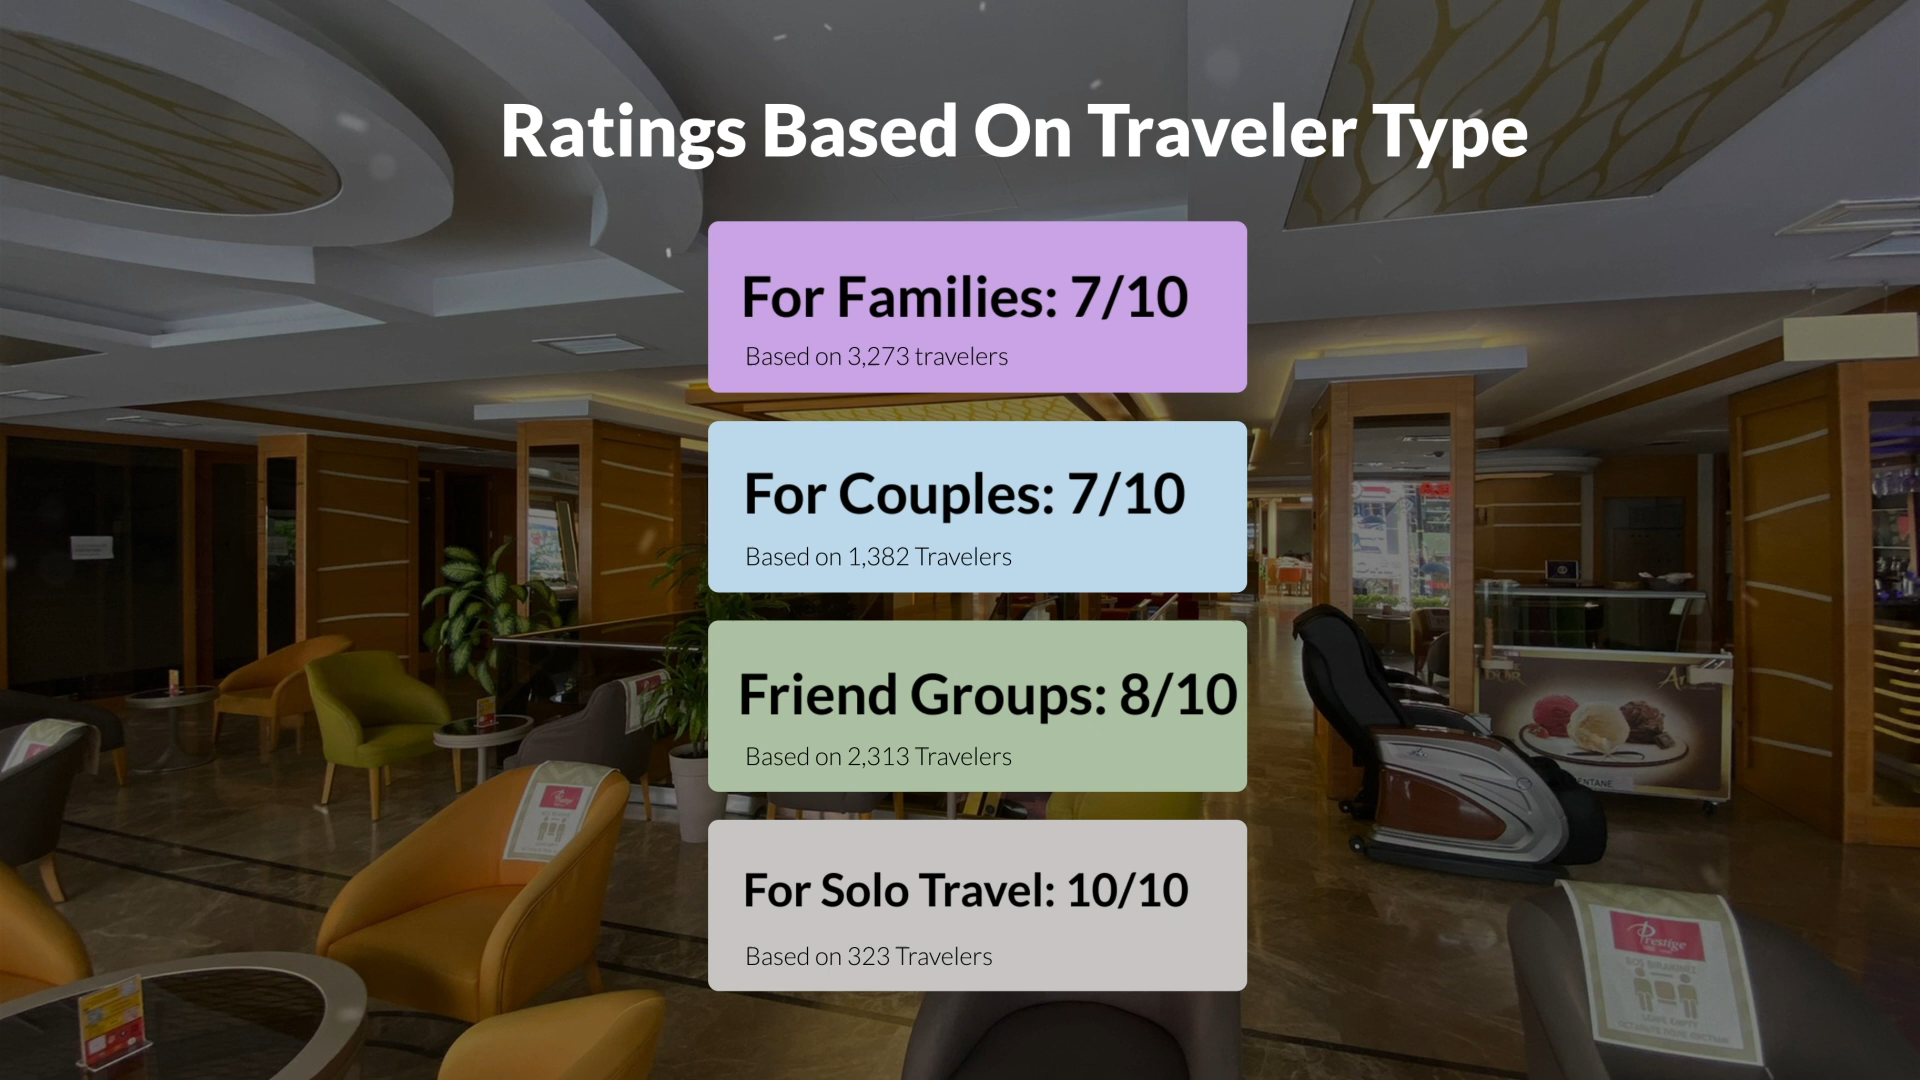 Ratings Based On Traveler Type
For Families: 7/10
Based on 3,273 travelers
For Couples: 7/10
Based on 1,382 Travelers
Friend Groups: 8/10
Based on 2,313 Travelers
For Solo Travel: 10/10
Based on 323 Travelers
Prestige